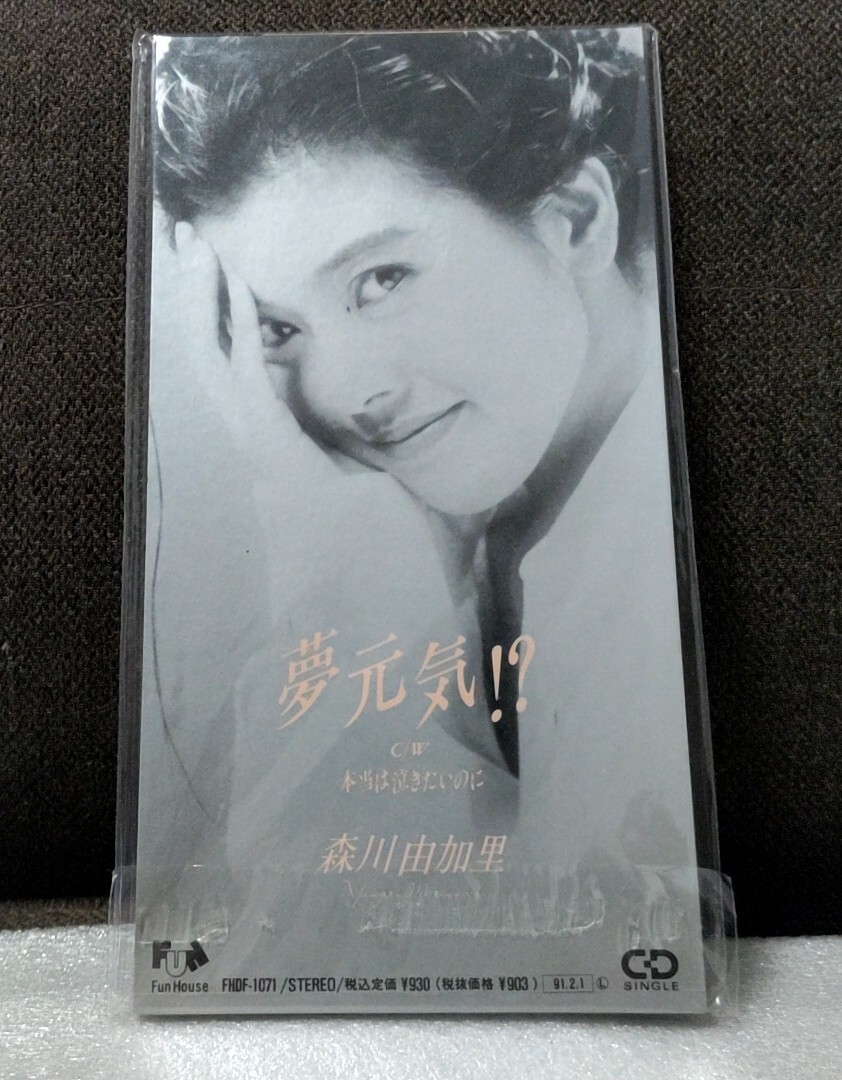 夢元気!?
C/W
本当は泣きたいのに
森川由加里
Fun
Fun House
FHDF-1071/STEREO/税込定価 ¥930 (税抜価格 ¥903) 91.2.1 Ⓛ
CD
SINGLE